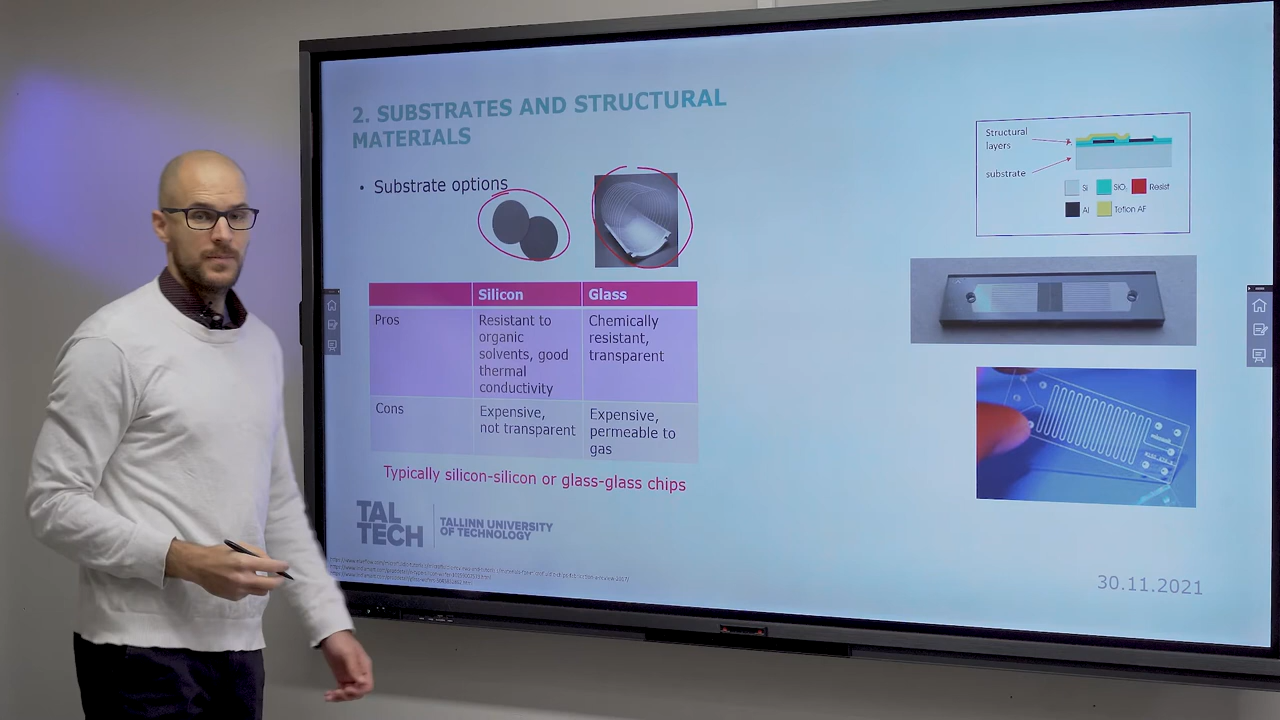 2. SUBSTRATES AND STRUCTURAL
MATERIALS
• Substrate options
Silicon
Glass
Pros
Resistant to
organic
solvents, good
thermal
conductivity
Chemically
resistant,
transparent
Cons
Expensive,
not transparent
Expensive,
permeable to
gas
Typically silicon-silicon or glass-glass chips
TAL
TECH
TALLINN UNIVERSITY
OF TECHNOLOGY
Structural
layers
substrate
Si
SiO₂
Resist
Al
Teflon AF
30.11.2021